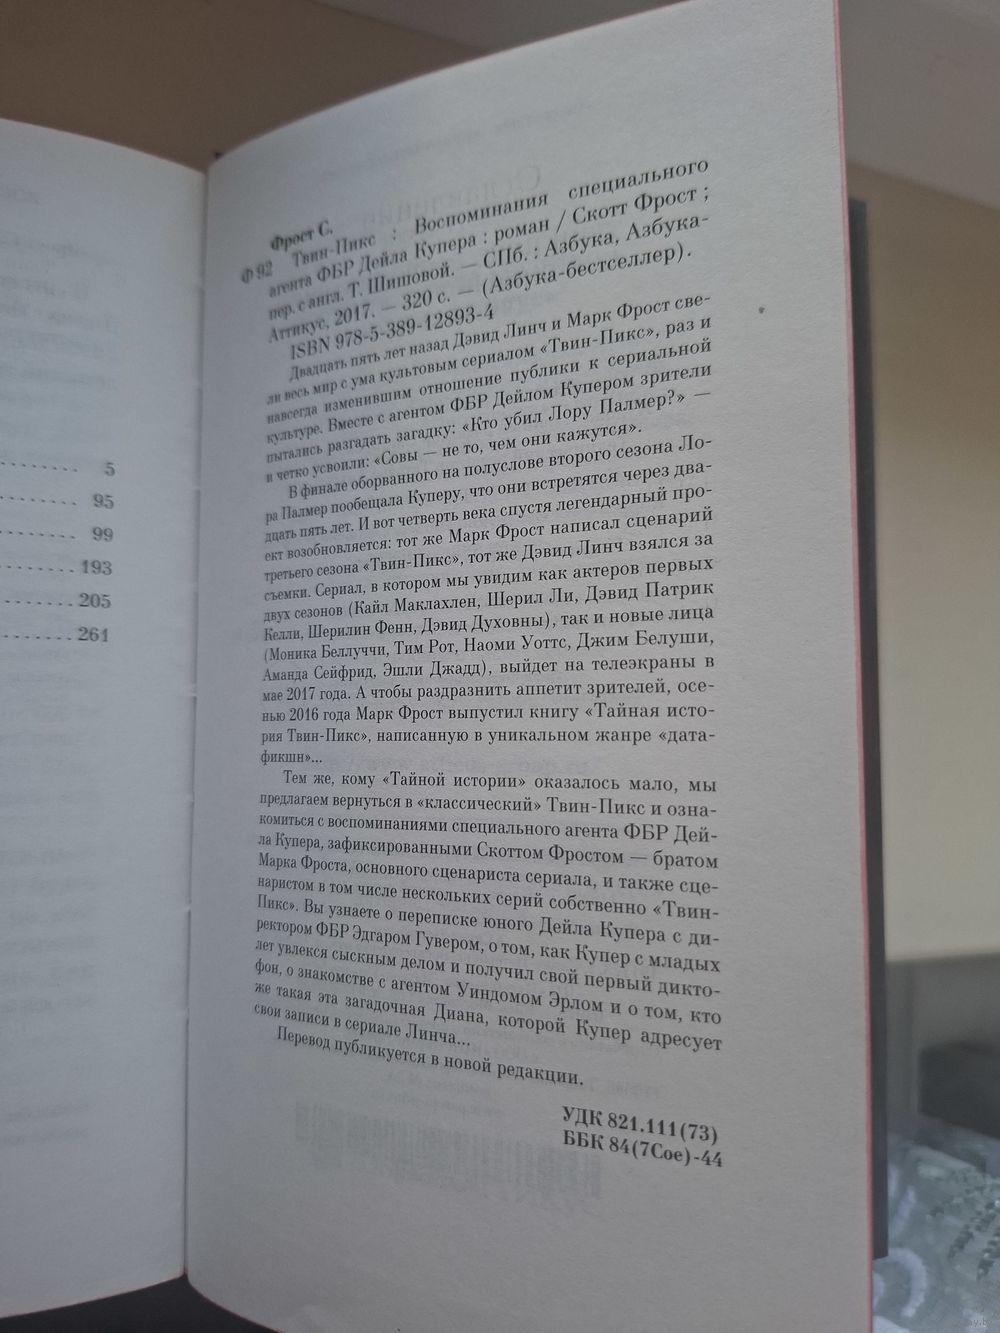 5
95
99
193
205
261
Фрост С.
Ф 92 Твин-Пикс : Воспоминания специального
агента ФБР Дейла Купера : роман / Скотт Фрост ;
пер. с англ. Т. Шишовой. — СПб. : Азбука, Азбука-
Аттикус, 2017. — 320 с. — (Азбука-бестселлер).
ISBN 978-5-389-12893-4
Двадцать пять лет назад Дэвид Линч и Марк Фрост све-
ли весь мир с ума культовым сериалом «Твин-Пикс», раз и
навсегда изменившим отношение публики к сериальной
культуре. Вместе с агентом ФБР Дейлом Купером зрители
пытались разгадать загадку: «Кто убил Лору Палмер?» —
и четко усвоили: «Совы — не то, чем они кажутся».
В финале оборванного на полуслове второго сезона Ло-
ра Палмер пообещала Куперу, что они встретятся через два-
дцать пять лет. И вот четверть века спустя легендарный про-
ект возобновляется: тот же Марк Фрост написал сценарий
третьего сезона «Твин-Пикс», тот же Дэвид Линч взялся за
съемки. Сериал, в котором мы увидим как актеров первых
двух сезонов (Кайл Маклахлен, Шерил Ли, Дэвид Патрик
Келли, Шерилин Фенн, Дэвид Духовны), так и новые лица
(Моника Беллуччи, Тим Рот, Наоми Уоттс, Джим Белуши,
Аманда Сейфрид, Эшли Джадд), выйдет на телеэкраны в
мае 2017 года. А чтобы раздразнить аппетит зрителей, осе-
нью 2016 года Марк Фрост выпустил книгу «Тайная исто-
рия Твин-Пикс», написанную в уникальном жанре «дата-
фикшн»...
Тем же, кому «Тайной истории» оказалось мало, мы
предлагаем вернуться в «классический» Твин-Пикс и озна-
комиться с воспоминаниями специального агента ФБР Дей-
ла Купера, зафиксированными Скоттом Фростом — братом
Марка Фроста, основного сценариста сериала, и также сце-
наристом в том числе нескольких серий собственно «Твин-
Пикс». Вы узнаете о переписке юного Дейла Купера с ди-
ректором ФБР Эдгаром Гувером, о том, как Купер с младых
лет увлекся сыскным делом и получил свой первый дикто-
фон, о знакомстве с агентом Уиндомом Эрлом и о том, кто
же такая эта загадочная Диана, которой Купер адресует
свои записи в сериале Линча...
Перевод публикуется в новой редакции.
УДК 821.111(73)
ББК 84(7Сое)-44